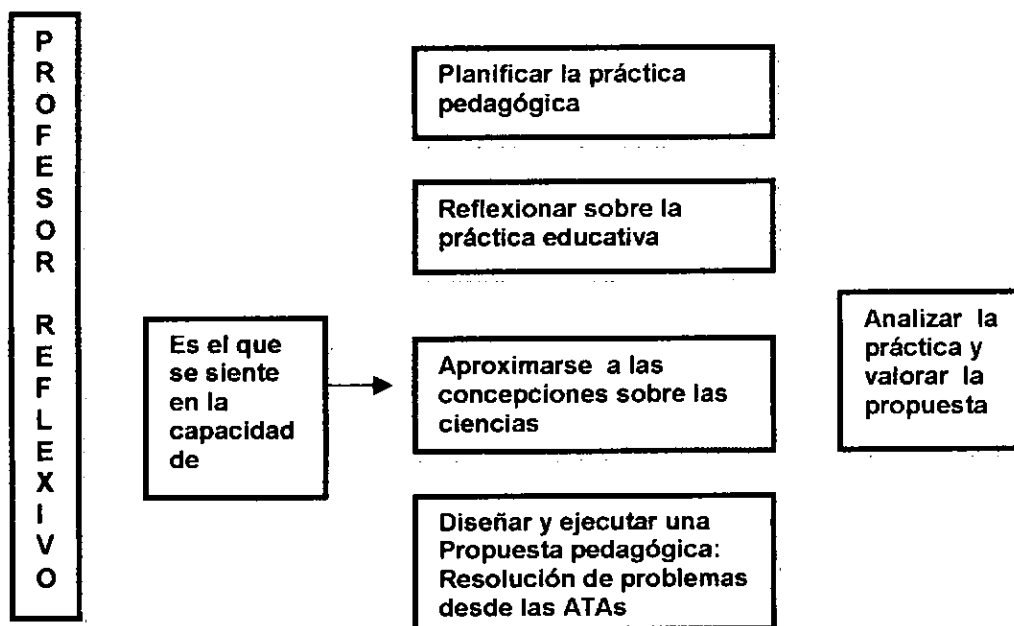 PROFESOR REFLEXIVO
Es el que
se siente
en la
capacidad
de
Planificar la práctica
pedagógica
Reflexionar sobre la
práctica educativa
Aproximarse a las
concepciones sobre las
ciencias
Diseñar y ejecutar una
Propuesta pedagógica:
Resolución de problemas
desde las ATAs
Analizar la
práctica y
valorar la
propuesta